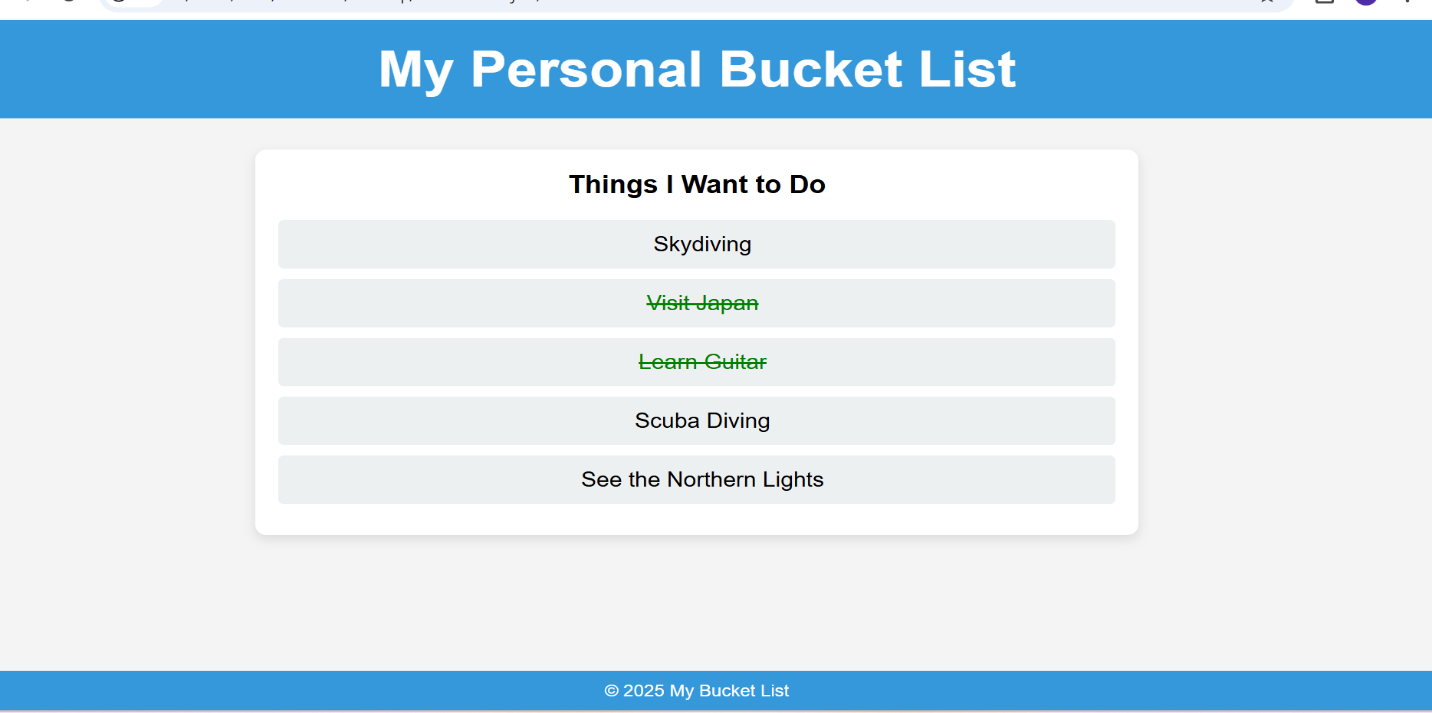 My Personal Bucket List
Things I Want to Do
Skydiving
Visit Japan
Learn Guitar
Scuba Diving
See the Northern Lights
© 2025 My Bucket List